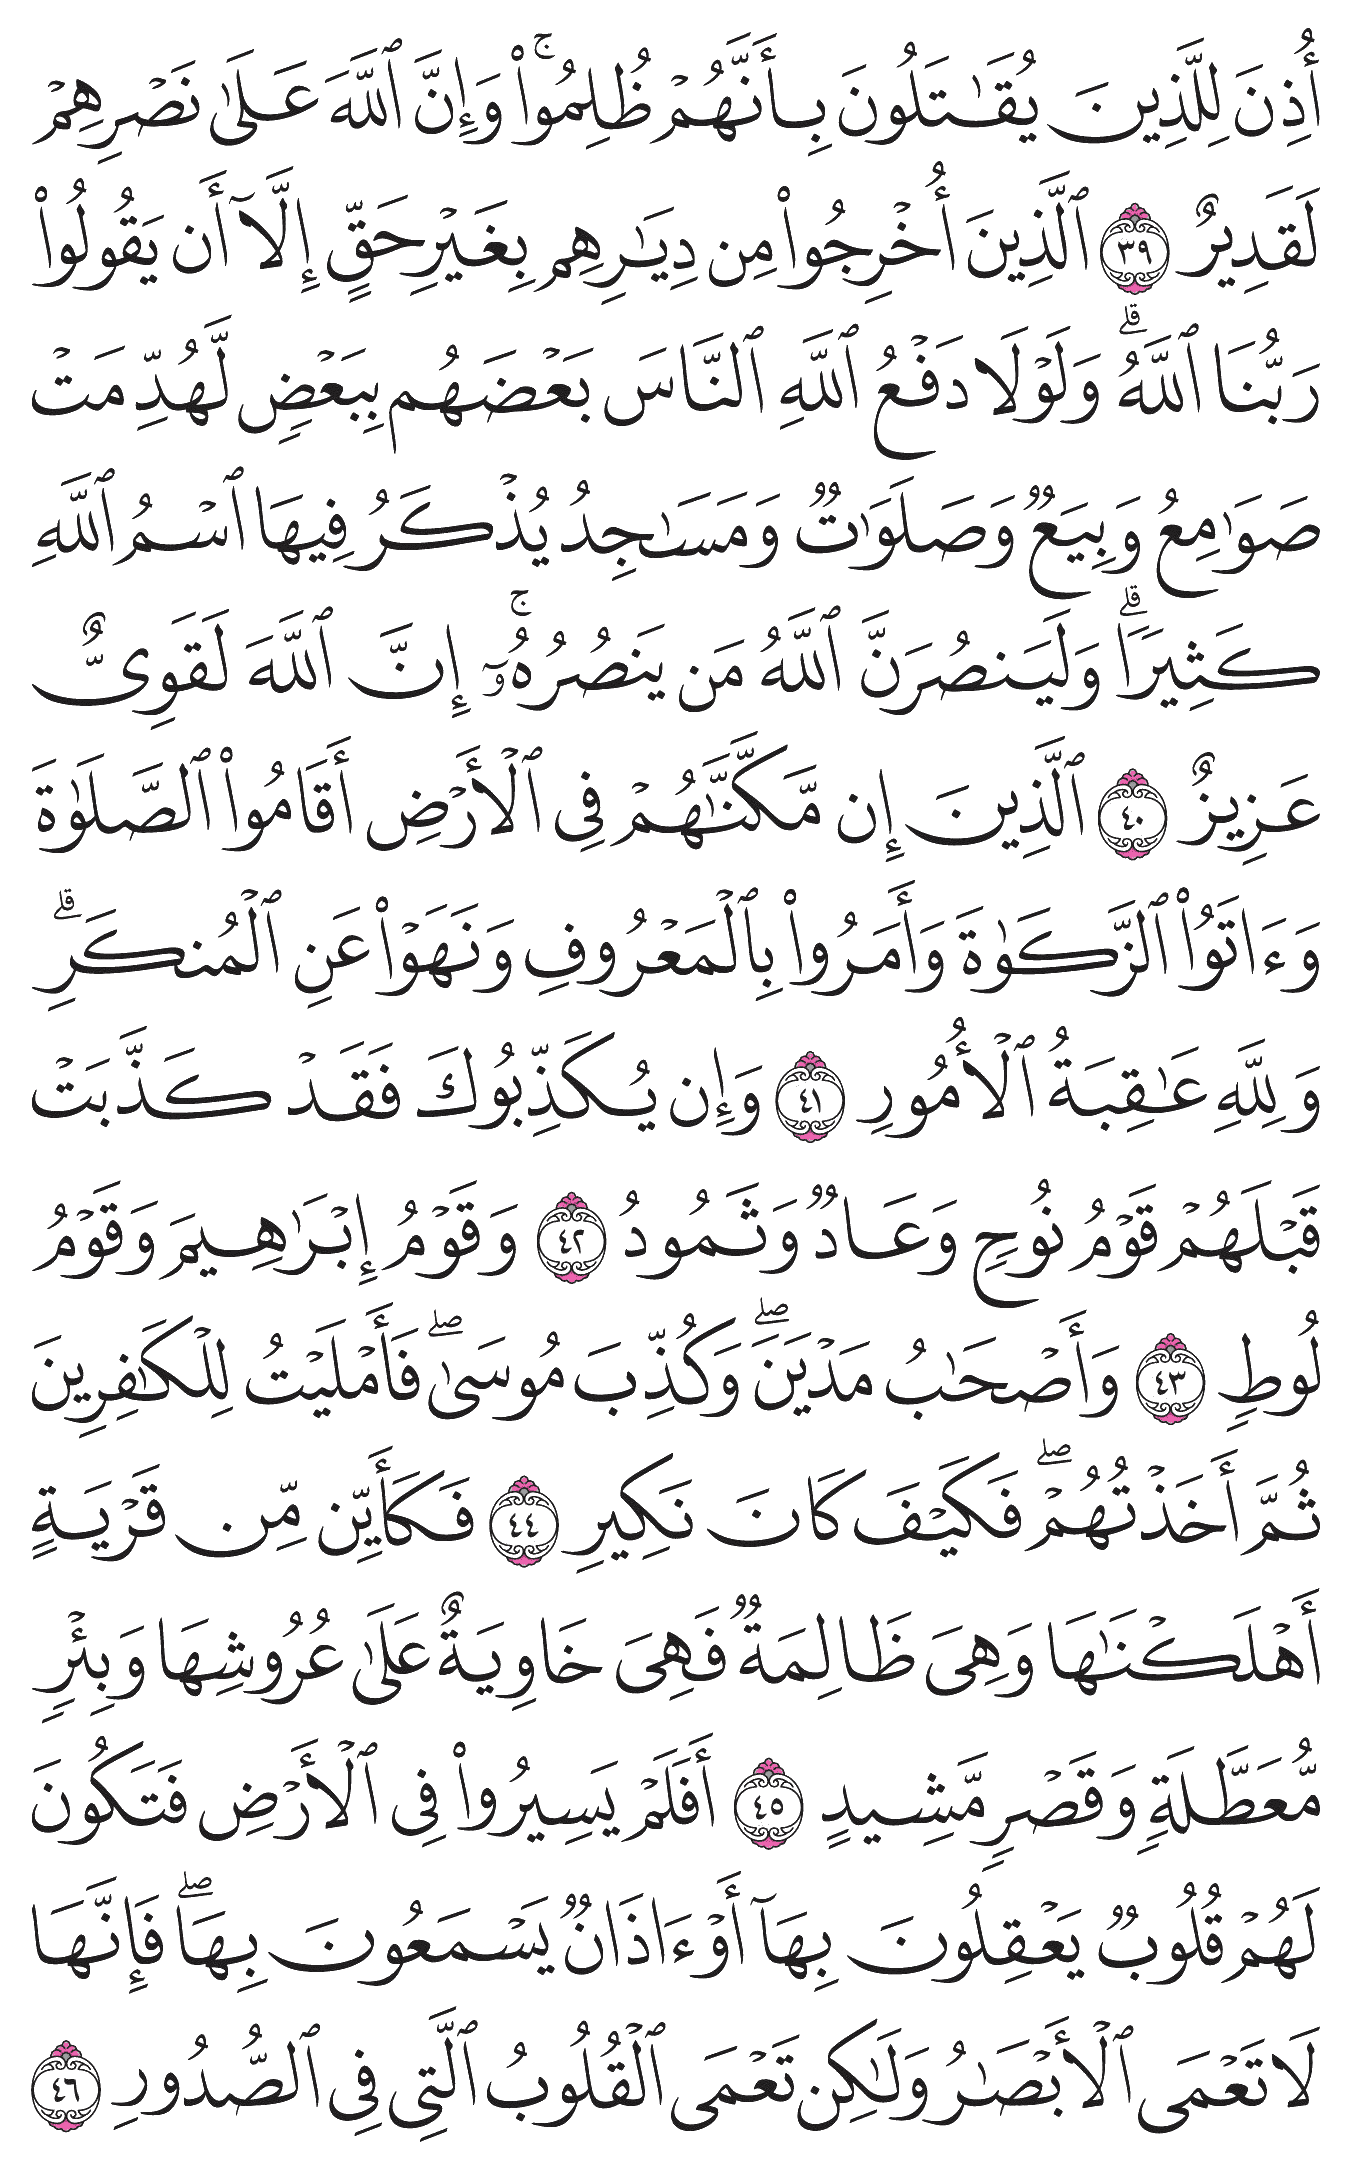 أُذِنَ لِلَّذِينَ يُقَٰتَلُونَ بِأَنَّهُمْ ظُلِمُوا۟ۚ وَإِنَّ ٱللَّهَ عَلَىٰ نَصْرِهِمْ
لَقَدِيرٌ ٣٩ ٱلَّذِينَ أُخْرِجُوا۟ مِن دِيَٰرِهِم بِغَيْرِ حَقٍّ إِلَّآ أَن يَقُولُوا۟
رَبُّنَا ٱللَّهُۗ وَلَوْلَا دَفْعُ ٱللَّهِ ٱلنَّاسَ بَعْضَهُم بِبَعْضٍ لَّهُدِّمَتْ
صَوَٰمِعُ وَبِيَعٌ وَصَلَوَٰتٌ وَمَسَٰجِدُ يُذْكَرُ فِيهَا ٱسْمُ ٱللَّهِ
كَثِيرًاۗ وَلَيَنصُرَنَّ ٱللَّهُ مَن يَنصُرُهُۥٓۚ إِنَّ ٱللَّهَ لَقَوِىٌّ
عَزِيزٌ ٤٠ ٱلَّذِينَ إِن مَّكَّنَّٰهُمْ فِى ٱلْأَرْضِ أَقَامُوا۟ ٱلصَّلَوٰةَ
وَءَاتَوُا۟ ٱلزَّكَوٰةَ وَأَمَرُوا۟ بِٱلْمَعْرُوفِ وَنَهَوْا۟ عَنِ ٱلْمُنكَرِۗ
وَلِلَّهِ عَٰقِبَةُ ٱلْأُمُورِ ٤١ وَإِن يُكَذِّبُوكَ فَقَدْ كَذَّبَتْ
قَبْلَهُمْ قَوْمُ نُوحٍ وَعَادٌ وَثَمُودُ ٤٢ وَقَوْمُ إِبْرَٰهِيمَ وَقَوْمُ
لُوطٍ ٤٣ وَأَصْحَٰبُ مَدْيَنَۖ وَكُذِّبَ مُوسَىٰۖ فَأَمْلَيْتُ لِلْكَٰفِرِينَ
ثُمَّ أَخَذْتُهُمْۖ فَكَيْفَ كَانَ نَكِيرِ ٤٤ فَكَأَيِّن مِّن قَرْيَةٍ
أَهْلَكْنَٰهَا وَهِىَ ظَالِمَةٌ فَهِىَ خَاوِيَةٌ عَلَىٰ عُرُوشِهَا وَبِئْرٍ
مُّعَطَّلَةٍ وَقَصْرٍ مَّشِيدٍ ٤٥ أَفَلَمْ يَسِيرُوا۟ فِى ٱلْأَرْضِ فَتَكُونَ
لَهُمْ قُلُوبٌ يَعْقِلُونَ بِهَآ أَوْ ءَاذَانٌ يَسْمَعُونَ بِهَاۖ فَإِنَّهَا
لَا تَعْمَى ٱلْأَبْصَٰرُ وَلَٰكِن تَعْمَى ٱلْقُلُوبُ ٱلَّتِى فِى ٱلصُّدُورِ ٤٦